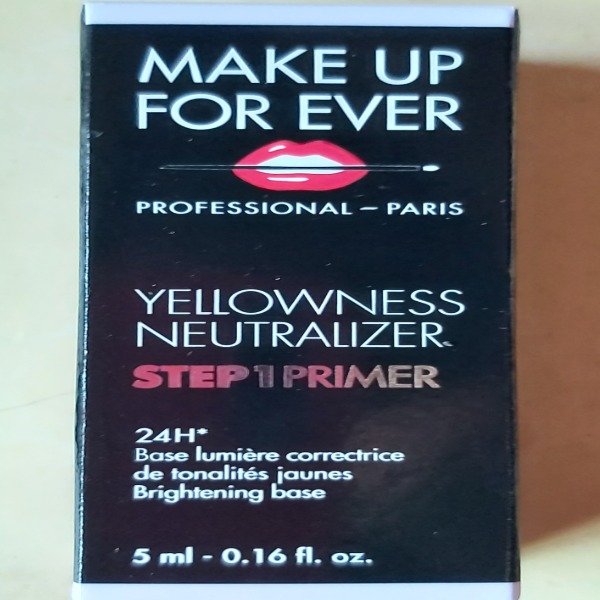 MAKE UP
FOR EVER
PROFESSIONAL – PARIS
YELLOWNESS
NEUTRALIZER
STEP 1 PRIMER
24H*
Base lumière correctrice
de tonalités jaunes
Brightening base
5 ml - 0.16 fl. oz.